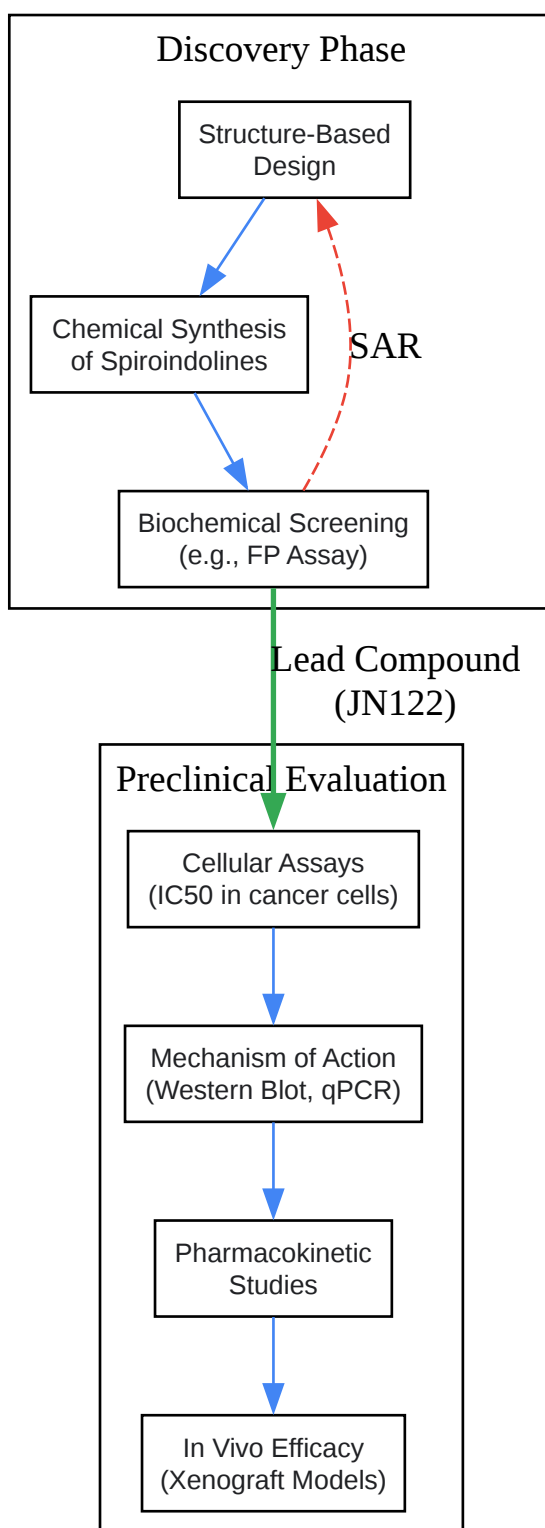 Discovery Phase
Structure-Based
Design
Chemical Synthesis
of Spiroindolines
SAR
Biochemical Screening
(e.g., FP Assay)
Lead Compound
(JN122)
Preclinical Evaluation
Cellular Assays
(IC50 in cancer cells)
Mechanism of Action
(Western Blot, qPCR)
Pharmacokinetic
Studies
In Vivo Efficacy
(Xenograft Models)